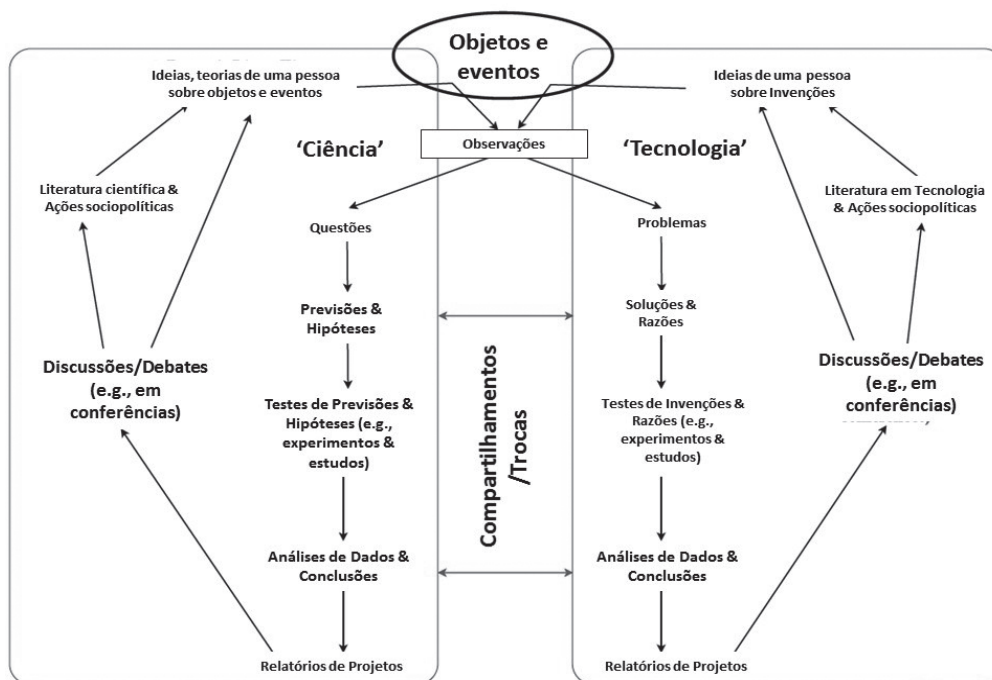 Objetos e
eventos
Ideias, teorias de uma pessoa
sobre objetos e eventos
Ideias de uma pessoa
sobre Invenções
'Ciência'
Observações
'Tecnologia'
Literatura científica &
Ações sociopolíticas
Literatura em Tecnologia
& Ações sociopolíticas
Questões
Problemas
Previsões &
Hipóteses
Soluções &
Razões
Discussões/Debates
(e.g., em
conferências)
Discussões/Debates
(e.g., em
conferências)
Testes de Previsões &
Hipóteses (e.g.,
experimentos &
estudos)
Compartilhamentos
/Trocas
Testes de Invenções &
Razões (e.g.,
experimentos &
estudos)
Análises de Dados &
Conclusões
Análises de Dados &
Conclusões
Relatórios de Projetos
Relatórios de Projetos